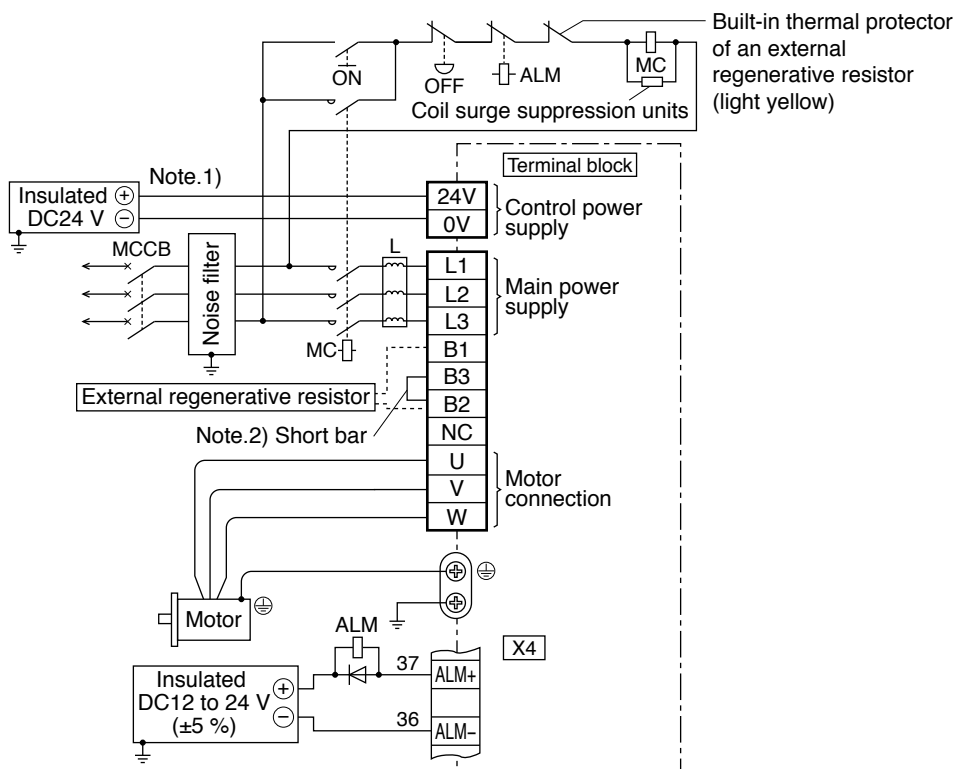 Built-in thermal protector
of an external
regenerative resistor
(light yellow)
ON
OFF
ALM
MC
Coil surge suppression units
Terminal block
Note.1)
Insulated
DC24 V
+
−
24V
0V
Control power
supply
MCCB
Noise filter
L
MC
L1
L2
L3
Main power
supply
B1
B3
B2
NC
External regenerative resistor
Note.2) Short bar
U
V
W
Motor
connection
Motor
ALM
X4
Insulated
DC12 to 24 V
(±5 %)
+
−
37
ALM+
36
ALM−